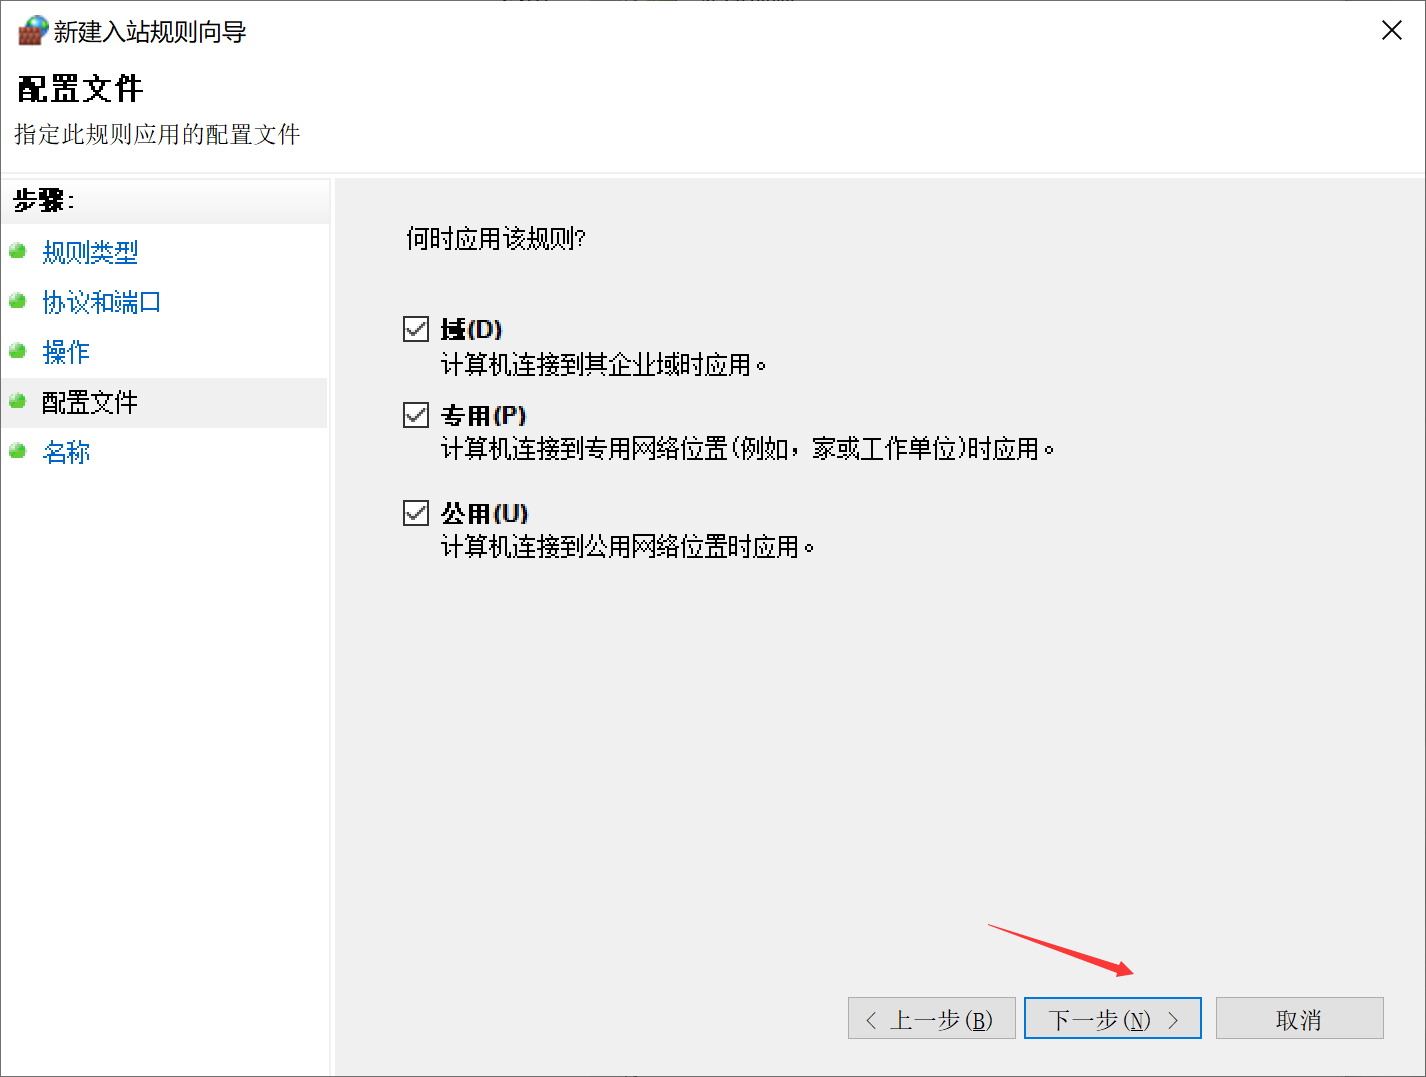 新建入站规则向导
配置文件
指定此规则应用的配置文件
步骤:
规则类型
协议和端口
操作
配置文件
名称
何时应用该规则?
域(D)
计算机连接到其企业域时应用。
专用(P)
计算机连接到专用网络位置(例如，家或工作单位)时应用。
公用(U)
计算机连接到公用网络位置时应用。
< 上一步(B)
下一步(N) >
取消